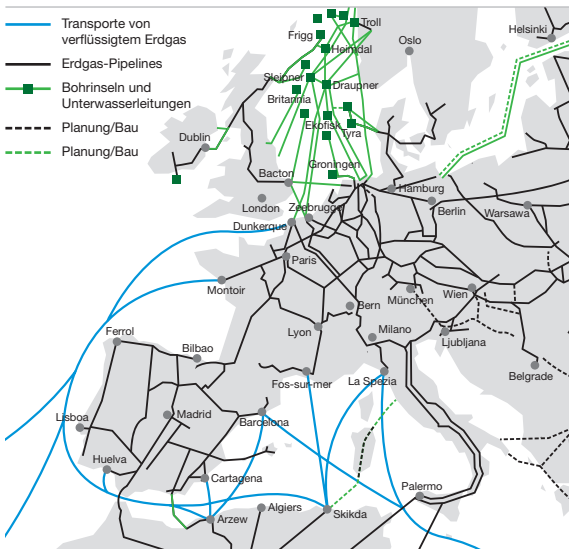 Transporte von
verflüssigtem Erdgas
Erdgas-Pipelines
Bohrinseln und
Unterwasserleitungen
Planung/Bau
Planung/Bau
Troll
Helsinki
Frigg
Oslo
Heimdal
Sleipner
Draupner
Britannia
Ekofisk
Tyra
Dublin
Groningen
Bacton
Hamburg
London
Zeebrugge
Berlin
Warsawa
Dunkerque
Paris
Montoir
München
Wien
Bern
Ferrol
Lyon
Milano
Ljubljana
Bilbao
Belgrade
Fos-sur-mer
La Spezia
Lisboa
Madrid
Barcelona
Huelva
Cartagena
Palermo
Arzew
Algiers
Skikda